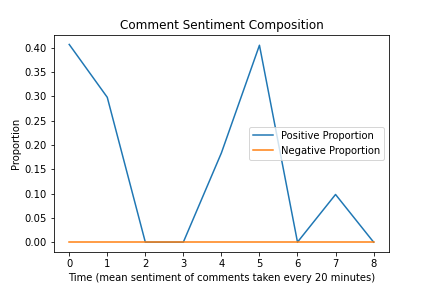 Comment Sentiment Composition
0.40
0.35
0.30
0.25
0.20
0.15
0.10
0.05
0.00
Proportion
Positive Proportion
Negative Proportion
0 1 2 3 4 5 6 7 8
Time (mean sentiment of comments taken every 20 minutes)